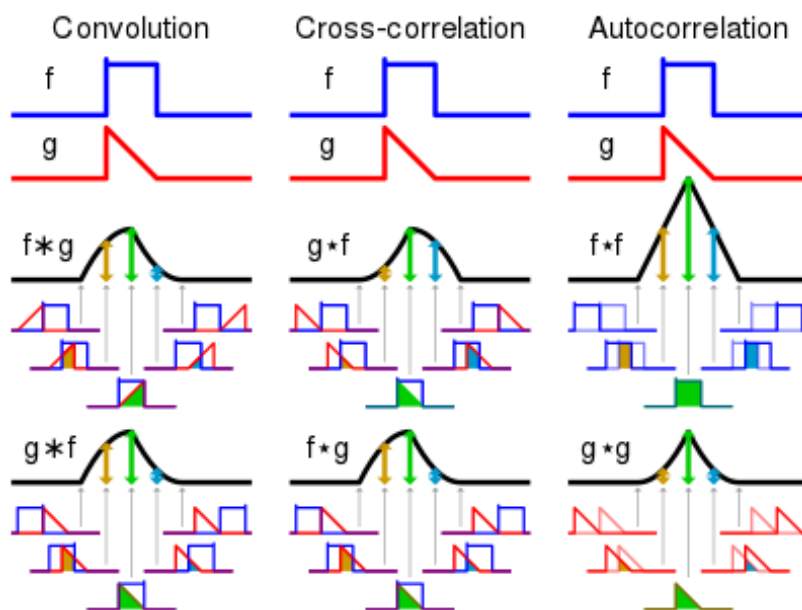 Convolution Cross-correlation Autocorrelation
f f f
g g g
f∗g g⋆f f⋆f
g∗f f⋆g g⋆g